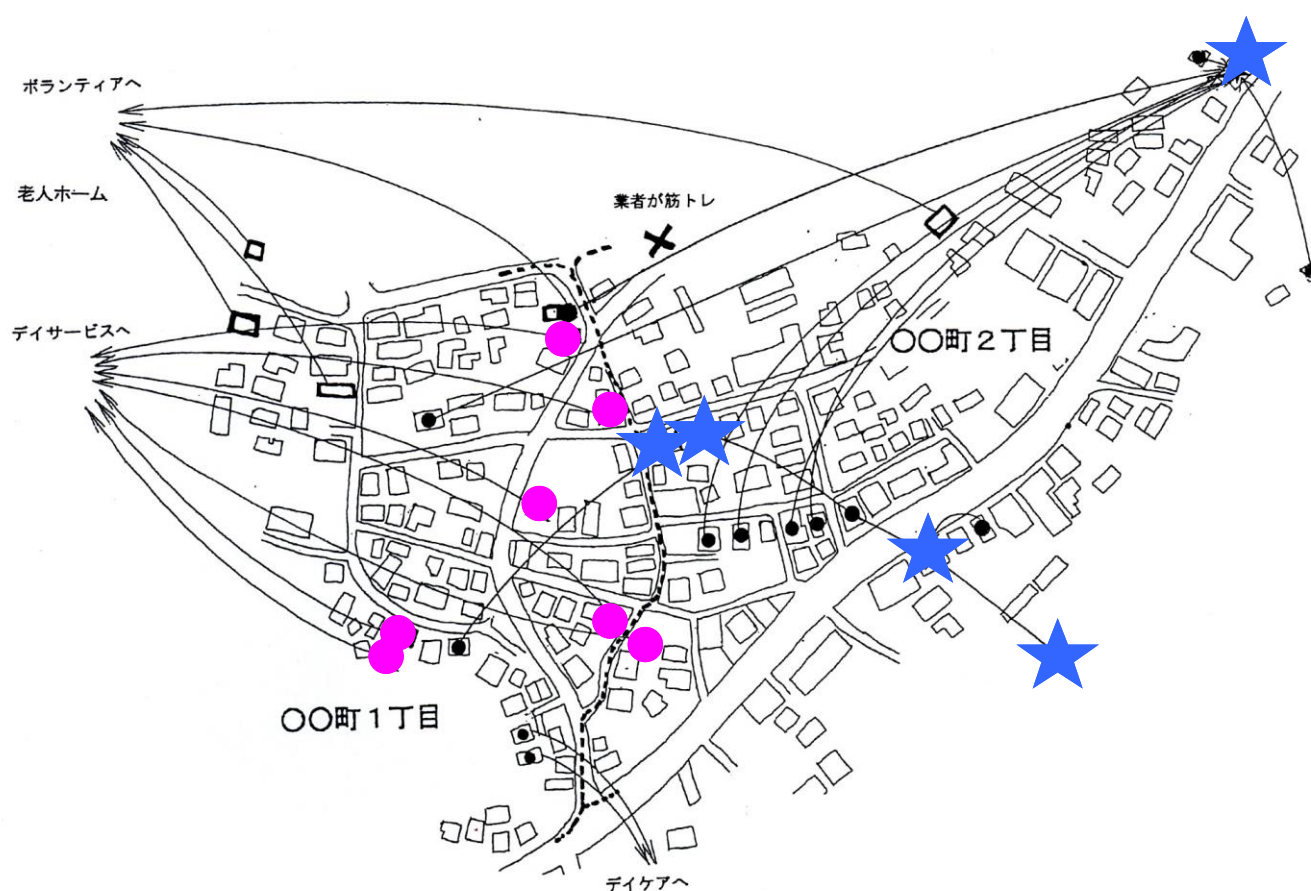 ボランティアへ
老人ホーム
業者が筋トレ
デイサービスへ
〇〇町2丁目
〇〇町1丁目
デイケアへ